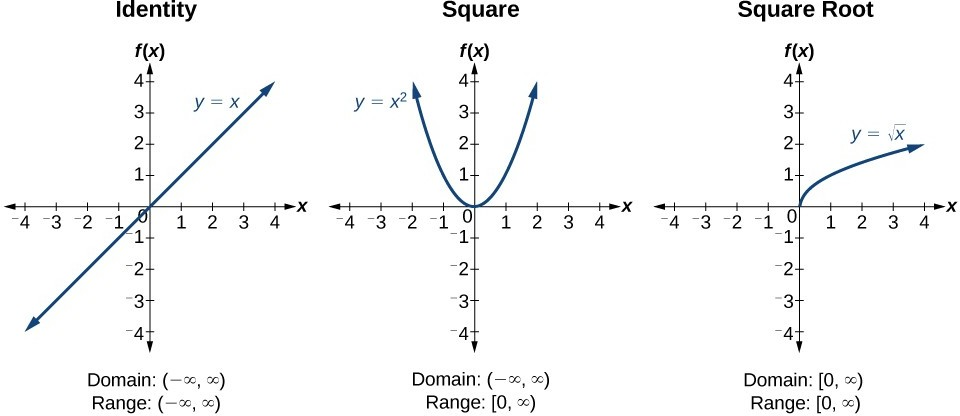 Identity
f(x)
4
3
2
1
y = x
−4 −3 −2 −1 0 1 2 3 4 x
−1
−2
−3
−4
Domain: (−∞, ∞)
Range: (−∞, ∞)
Square
f(x)
4
3
2
1
y = x²
−4 −3 −2 −1 0 1 2 3 4 x
−1
−2
−3
−4
Domain: (−∞, ∞)
Range: [0, ∞)
Square Root
f(x)
4
3
2
1
y = √x
−4 −3 −2 −1 0 1 2 3 4 x
−1
−2
−3
−4
Domain: [0, ∞)
Range: [0, ∞)